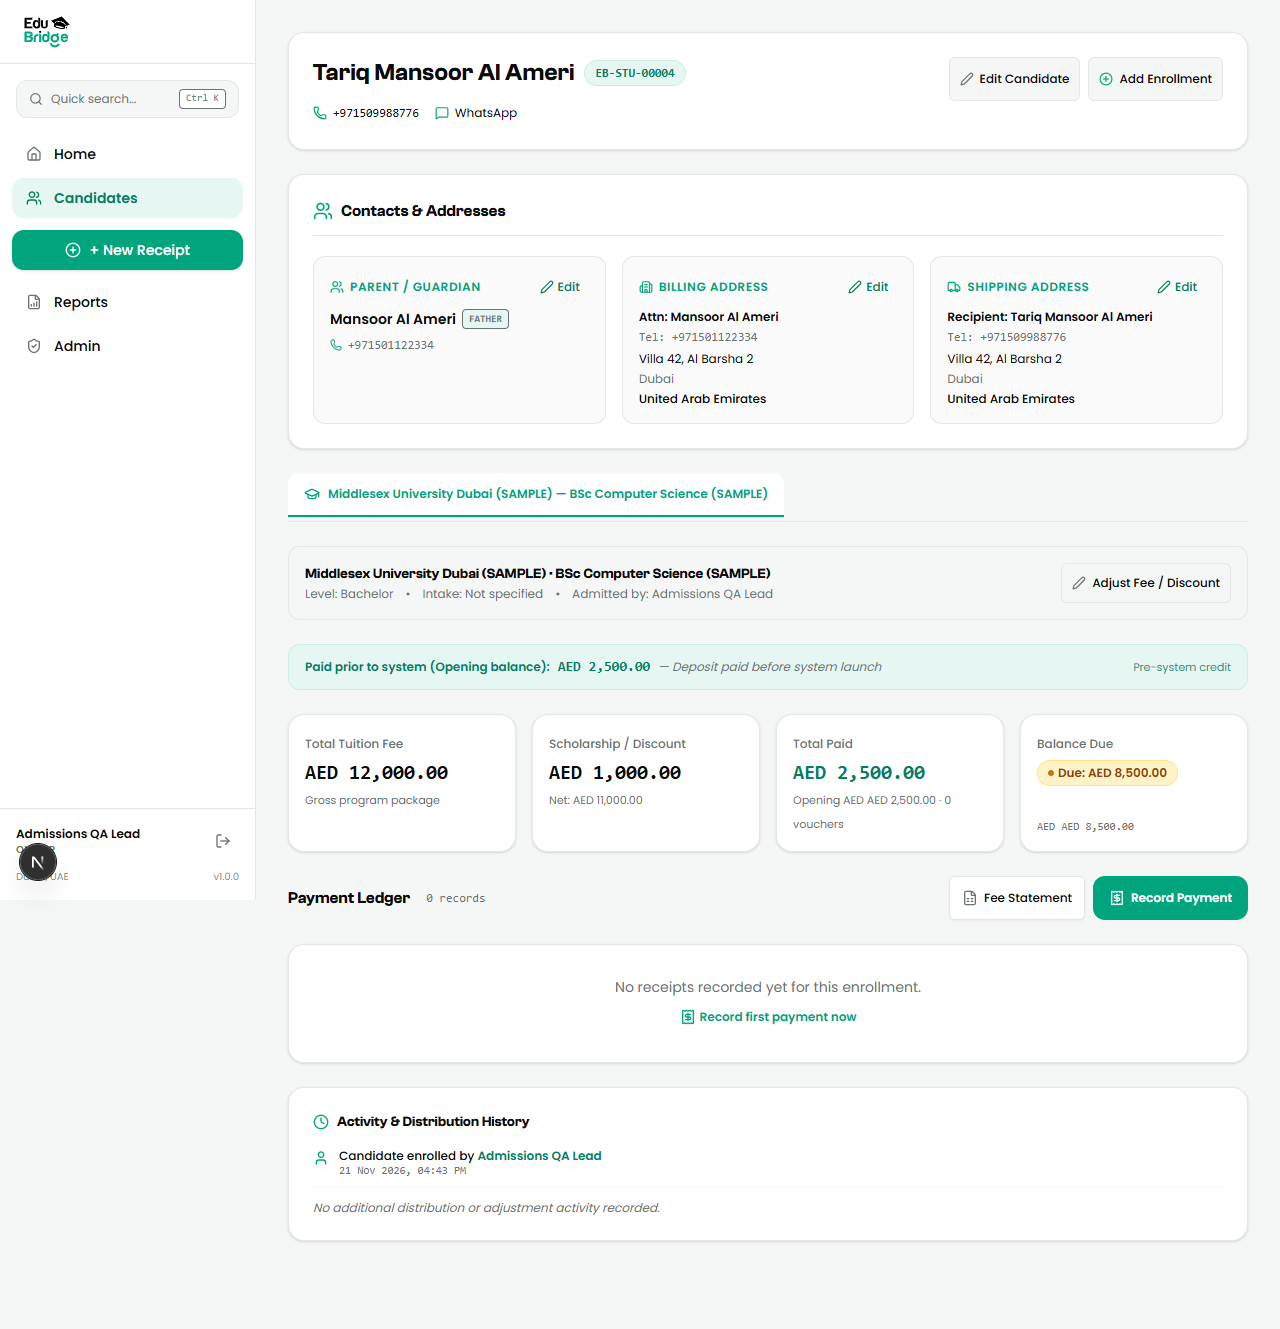 Edu
Bridge
Quick search...
Ctrl K
Home
Candidates
+ New Receipt
Reports
Admin
Admissions QA Lead
N
UAE
v1.0.0
Tariq Mansoor Al Ameri
EB-STU-00004
Edit Candidate
Add Enrollment
+971509988776
WhatsApp
Contacts & Addresses
PARENT / GUARDIAN
Edit
Mansoor Al Ameri
FATHER
+971501122334
BILLING ADDRESS
Edit
Attn: Mansoor Al Ameri
Tel: +971501122334
Villa 42, Al Barsha 2
Dubai
United Arab Emirates
SHIPPING ADDRESS
Edit
Recipient: Tariq Mansoor Al Ameri
Tel: +971509988776
Villa 42, Al Barsha 2
Dubai
United Arab Emirates
Middlesex University Dubai (SAMPLE) — BSc Computer Science (SAMPLE)
Middlesex University Dubai (SAMPLE) • BSc Computer Science (SAMPLE)
Level: Bachelor • Intake: Not specified • Admitted by: Admissions QA Lead
Adjust Fee / Discount
Paid prior to system (Opening balance): AED 2,500.00 — Deposit paid before system launch
Pre-system credit
Total Tuition Fee
AED 12,000.00
Gross program package
Scholarship / Discount
AED 1,000.00
Net: AED 11,000.00
Total Paid
AED 2,500.00
Opening AED AED 2,500.00 · 0
vouchers
Balance Due
Due: AED 8,500.00
AED AED 8,500.00
Payment Ledger
0 records
Fee Statement
Record Payment
No receipts recorded yet for this enrollment.
Record first payment now
Activity & Distribution History
Candidate enrolled by Admissions QA Lead
21 Nov 2026, 04:43 PM
No additional distribution or adjustment activity recorded.